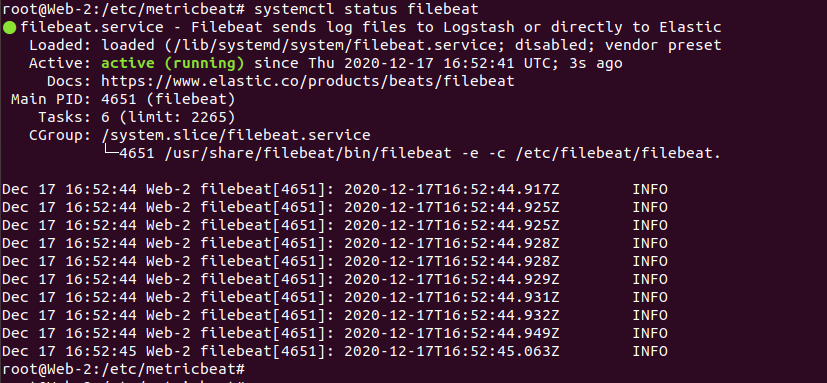 root@Web-2:/etc/metricbeat# systemctl status filebeat
● filebeat.service - Filebeat sends log files to Logstash or directly to Elastic
   Loaded: loaded (/lib/systemd/system/filebeat.service; disabled; vendor preset
   Active: active (running) since Thu 2020-12-17 16:52:41 UTC; 3s ago
     Docs: https://www.elastic.co/products/beats/filebeat
 Main PID: 4651 (filebeat)
    Tasks: 6 (limit: 2265)
   CGroup: /system.slice/filebeat.service
           └─4651 /usr/share/filebeat/bin/filebeat -e -c /etc/filebeat/filebeat.
Dec 17 16:52:44 Web-2 filebeat[4651]: 2020-12-17T16:52:44.917Z        INFO
Dec 17 16:52:44 Web-2 filebeat[4651]: 2020-12-17T16:52:44.925Z        INFO
Dec 17 16:52:44 Web-2 filebeat[4651]: 2020-12-17T16:52:44.925Z        INFO
Dec 17 16:52:44 Web-2 filebeat[4651]: 2020-12-17T16:52:44.928Z        INFO
Dec 17 16:52:44 Web-2 filebeat[4651]: 2020-12-17T16:52:44.928Z        INFO
Dec 17 16:52:44 Web-2 filebeat[4651]: 2020-12-17T16:52:44.929Z        INFO
Dec 17 16:52:44 Web-2 filebeat[4651]: 2020-12-17T16:52:44.931Z        INFO
Dec 17 16:52:44 Web-2 filebeat[4651]: 2020-12-17T16:52:44.932Z        INFO
Dec 17 16:52:44 Web-2 filebeat[4651]: 2020-12-17T16:52:44.949Z        INFO
Dec 17 16:52:45 Web-2 filebeat[4651]: 2020-12-17T16:52:45.063Z        INFO
root@Web-2:/etc/metricbeat#